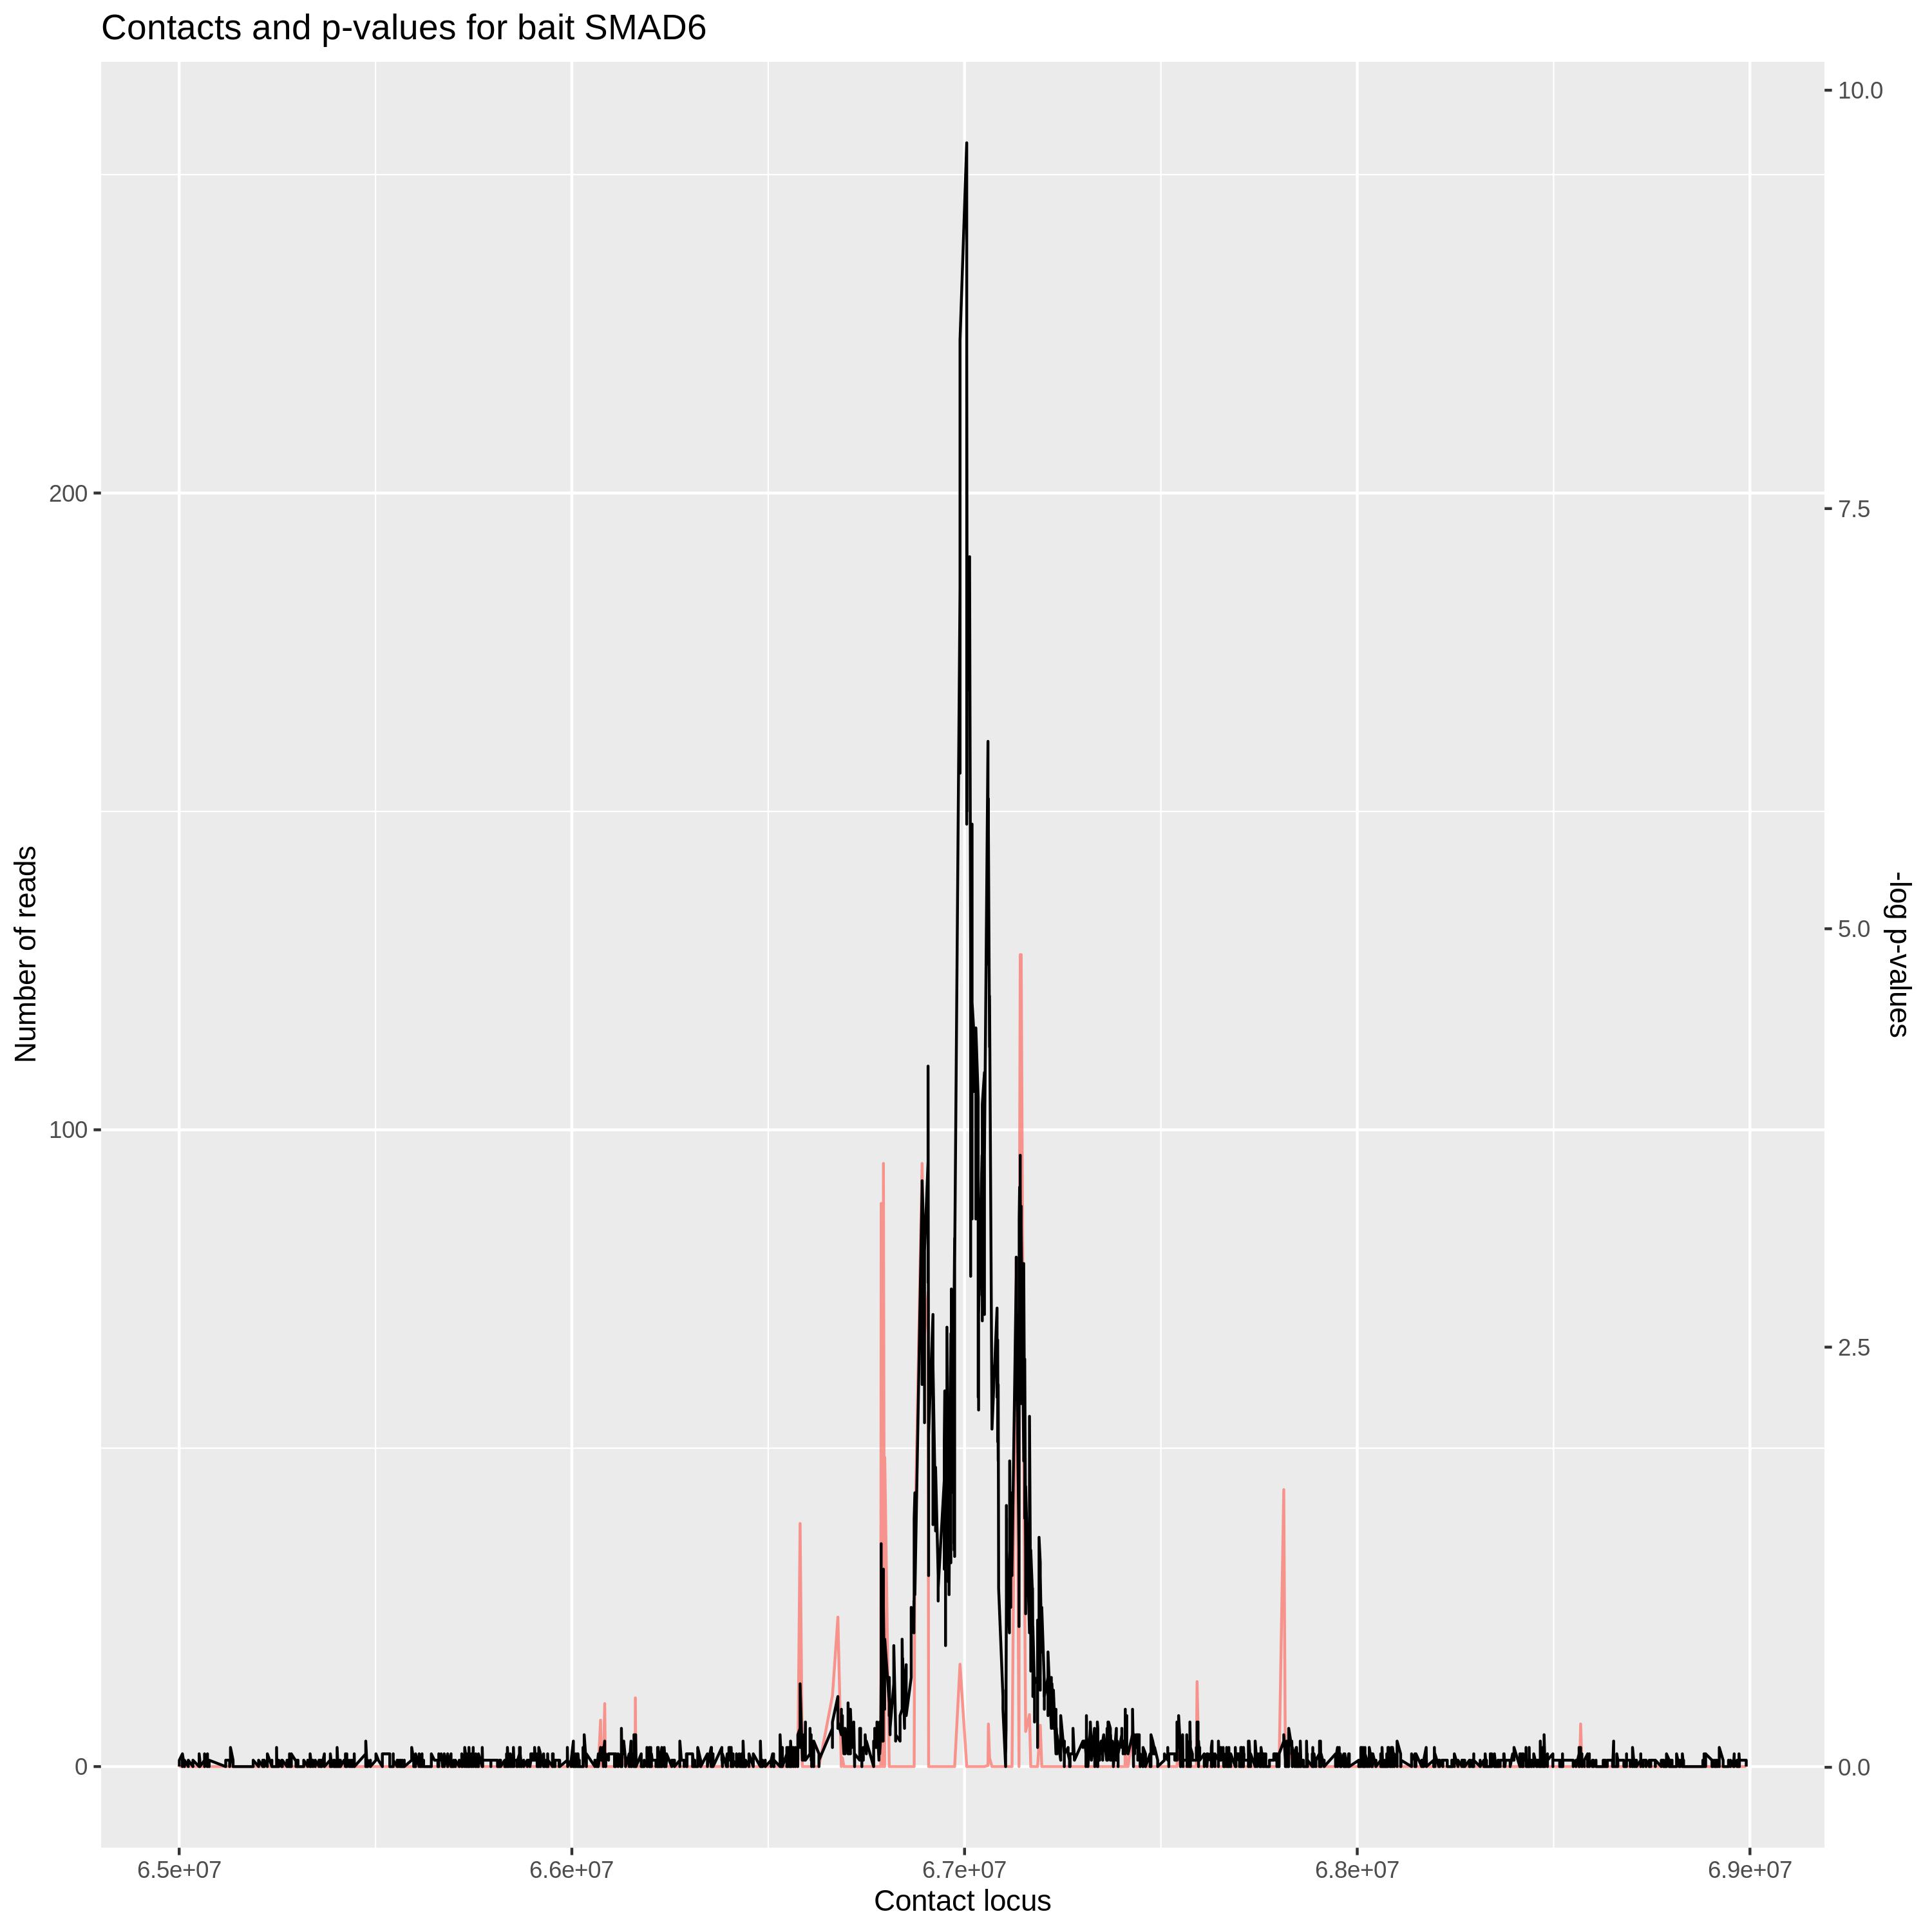 Contacts and p-values for bait SMAD6
10.0
200
7.5
Number of reads
-log p-values
5.0
100
2.5
0
0.0
6.5e+07 6.6e+07 6.7e+07 6.8e+07 6.9e+07
Contact locus